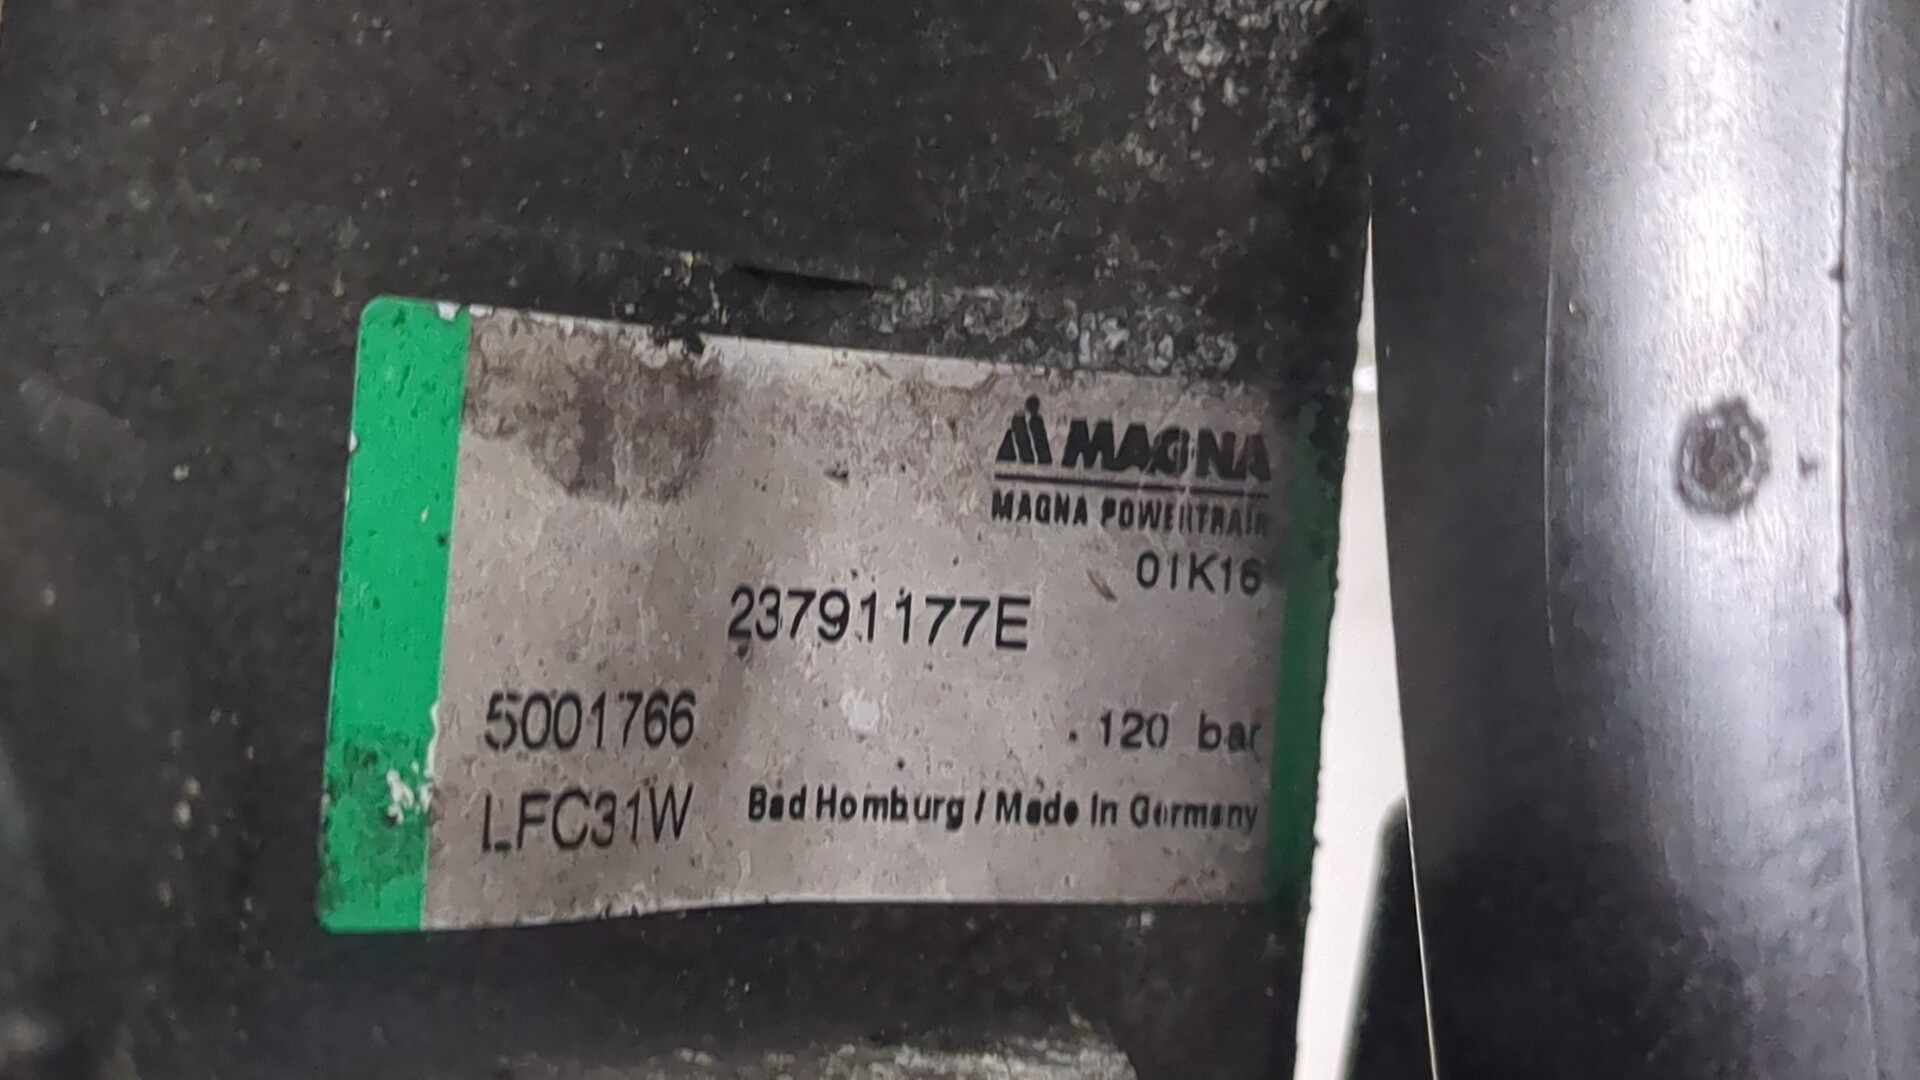 MAGNA
MAGNA POWERTRAIN
01K16
23791177E
5001766
120 bar
LFC31W
Bad Homburg / Made In Germany